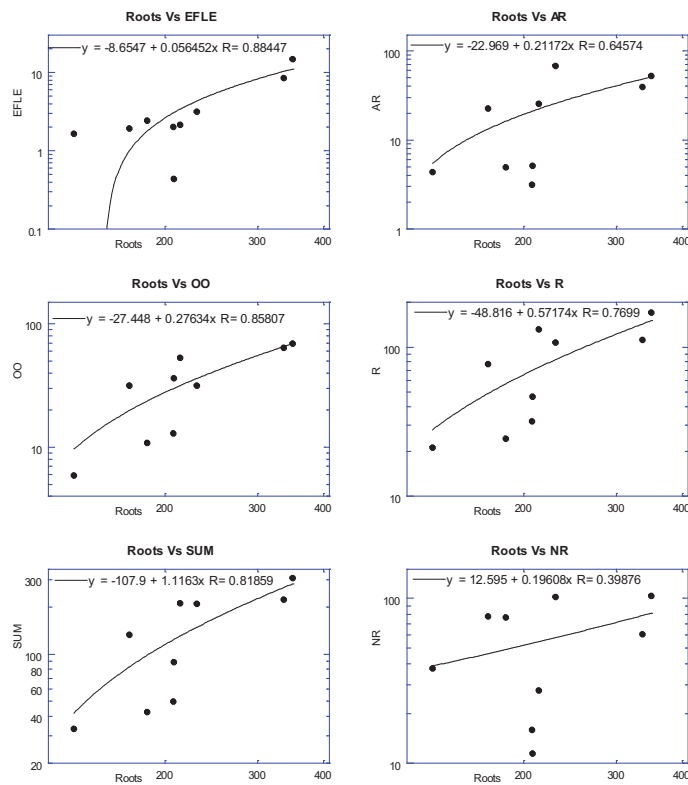 Roots Vs EFLE
y = -8.6547 + 0.056452x R= 0.88447
10
1
0.1
EFLE
Roots
200
300
400
Roots Vs AR
y = -22.969 + 0.21172x R= 0.64574
100
10
1
AR
Roots
200
300
400
Roots Vs OO
y = -27.448 + 0.27634x R= 0.85807
100
10
OO
Roots
200
300
400
Roots Vs R
y = -48.816 + 0.57174x R= 0.7699
100
10
R
Roots
200
300
400
Roots Vs SUM
y = -107.9 + 1.1163x R= 0.81859
300
100
80
60
40
20
SUM
Roots
200
300
400
Roots Vs NR
y = 12.595 + 0.19608x R= 0.39876
100
10
NR
Roots
200
300
400